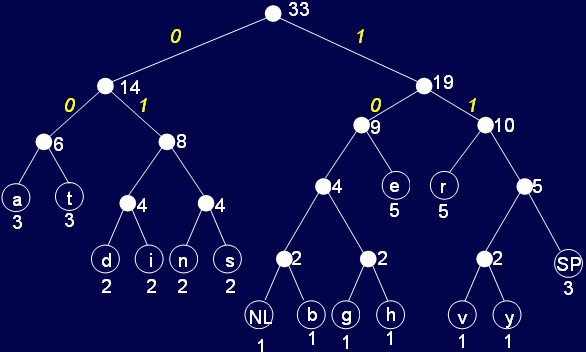 33
0 1
14 19
0 1 0 1
6 8 9 10
a t 4 4 4 e r 5
3 3 5 5
d i n s 2 2 2 SP
2 2 2 2 3
NL b g h v y
1 1 1 1 1 1